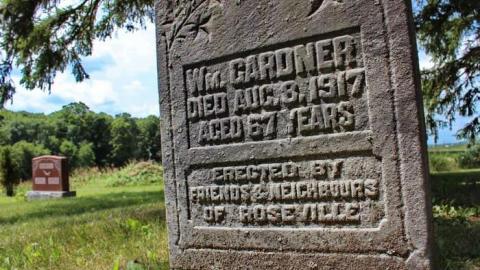 Wm. GARDNER
DIED AUG. 8, 1917
AGED 67 YEARS
ERECTED BY
FRIENDS & NEIGHBOURS
OF ROSEVILLE